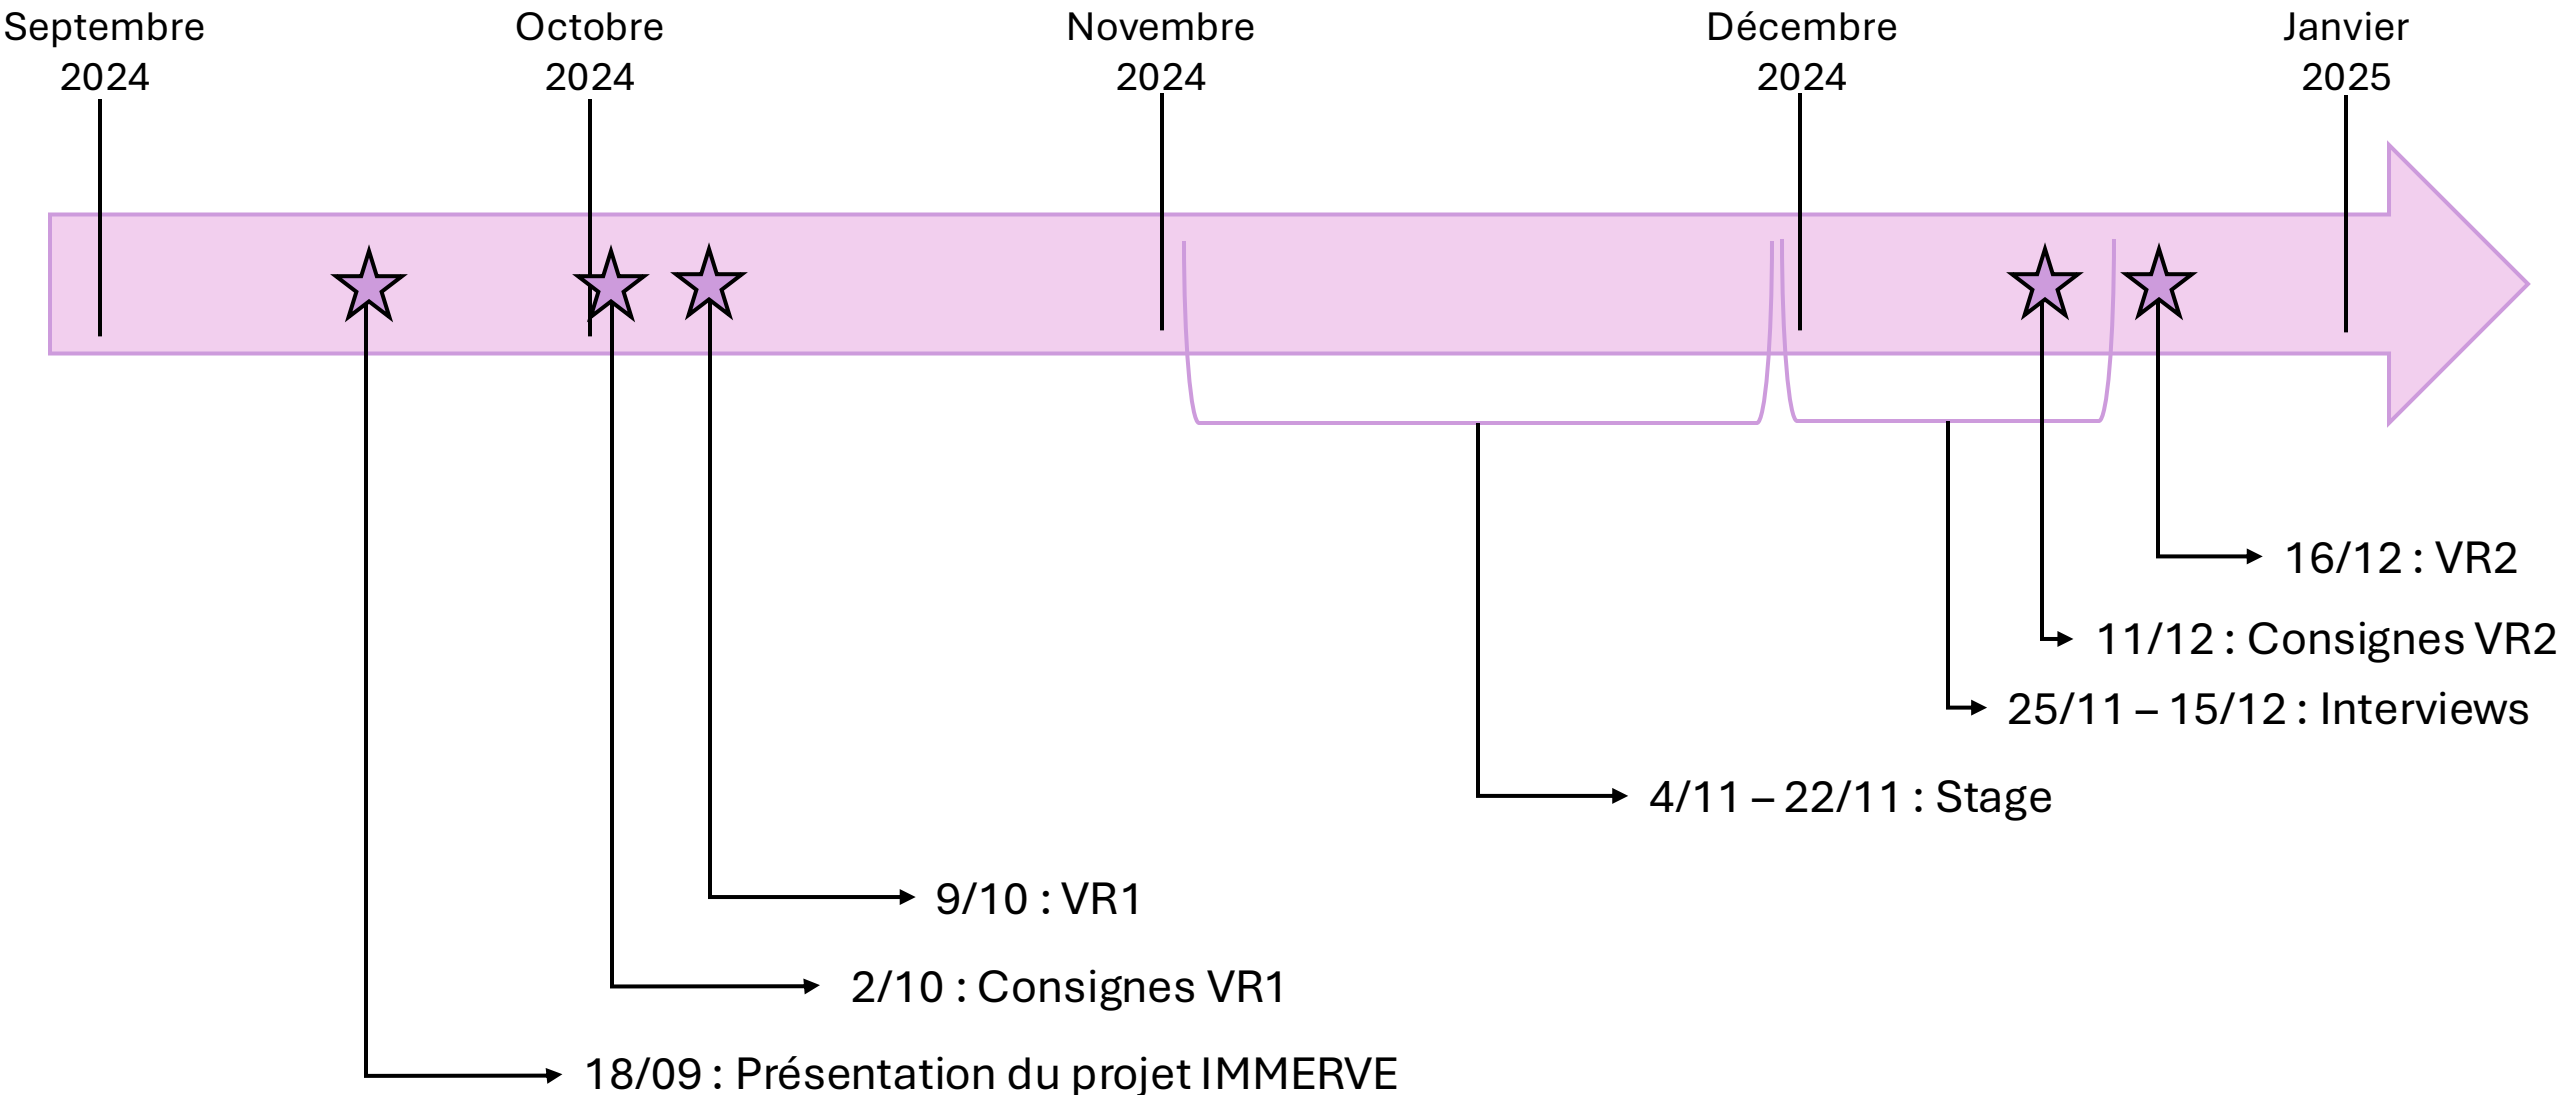 Septembre
2024
Octobre
2024
Novembre
2024
Décembre
2024
Janvier
2025
16/12 : VR2
11/12 : Consignes VR2
25/11 – 15/12 : Interviews
4/11 – 22/11 : Stage
9/10 : VR1
2/10 : Consignes VR1
18/09 : Présentation du projet IMMERVE